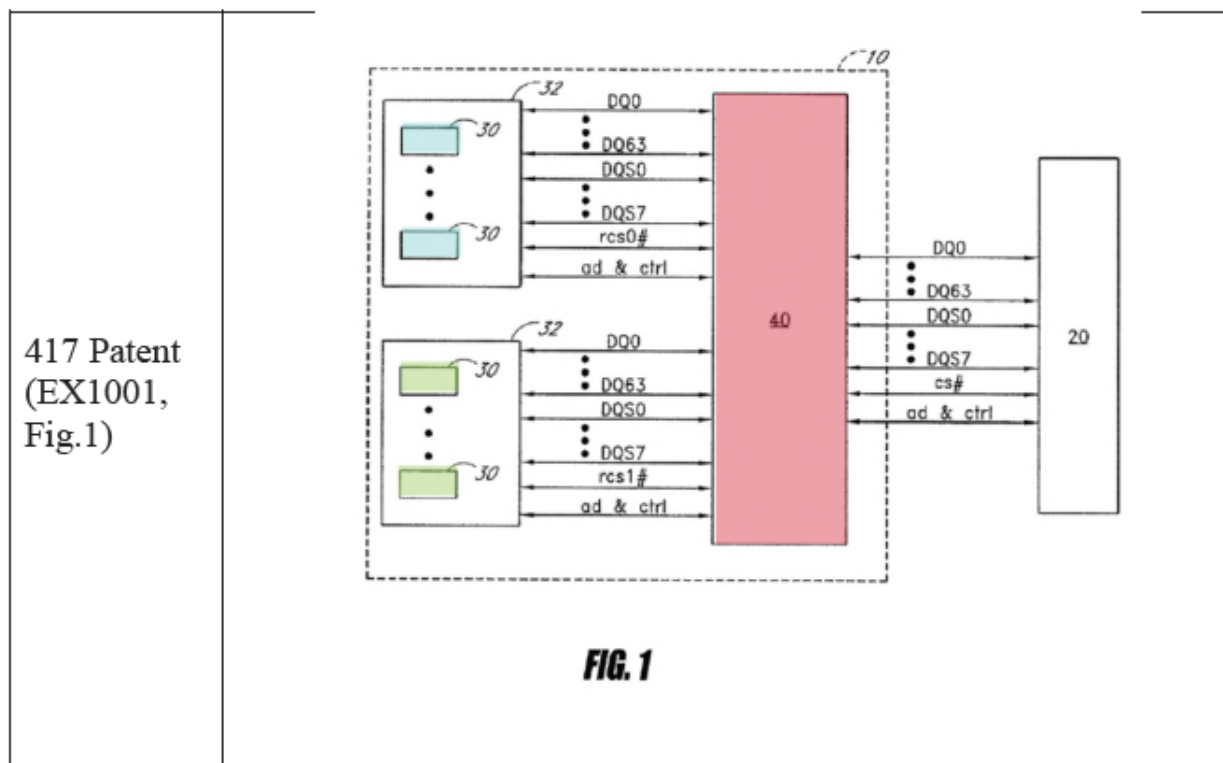 417 Patent
(EX1001,
Fig.1)
10
32
30
30
DQ0
DQ63
DQS0
DQS7
rcs0#
ad & ctrl
32
30
30
DQ0
DQ63
DQS0
DQS7
rcs1#
ad & ctrl
40
DQ0
DQ63
DQS0
DQS7
cs#
ad & ctrl
20
FIG. 1